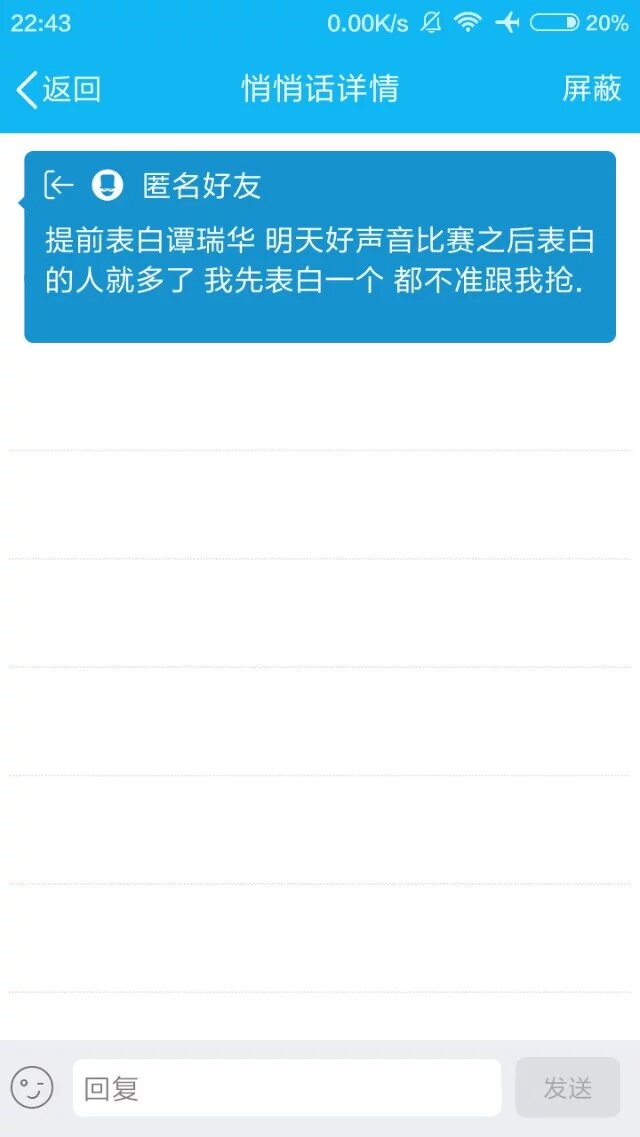 22:43 0.00K/s 20%
返回 悄悄话详情 屏蔽
匿名好友
提前表白谭瑞华 明天好声音比赛之后表白
的人就多了 我先表白一个 都不准跟我抢.
回复 发送